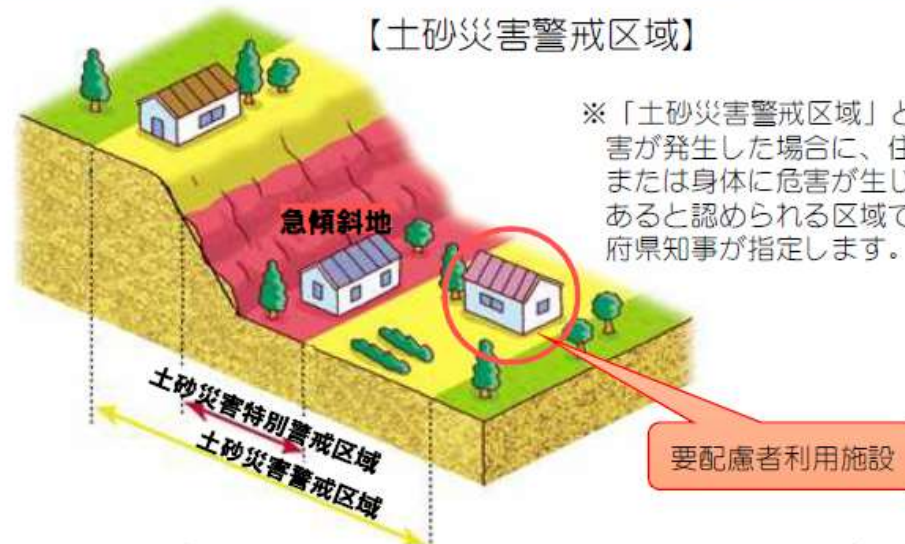 【土砂災害警戒区域】
※「土砂災害警戒区域」と
害が発生した場合に、住
または身体に危害が生じ
あると認められる区域で
府県知事が指定します。
急傾斜地
土砂災害特別警戒区域
土砂災害警戒区域
要配慮者利用施設